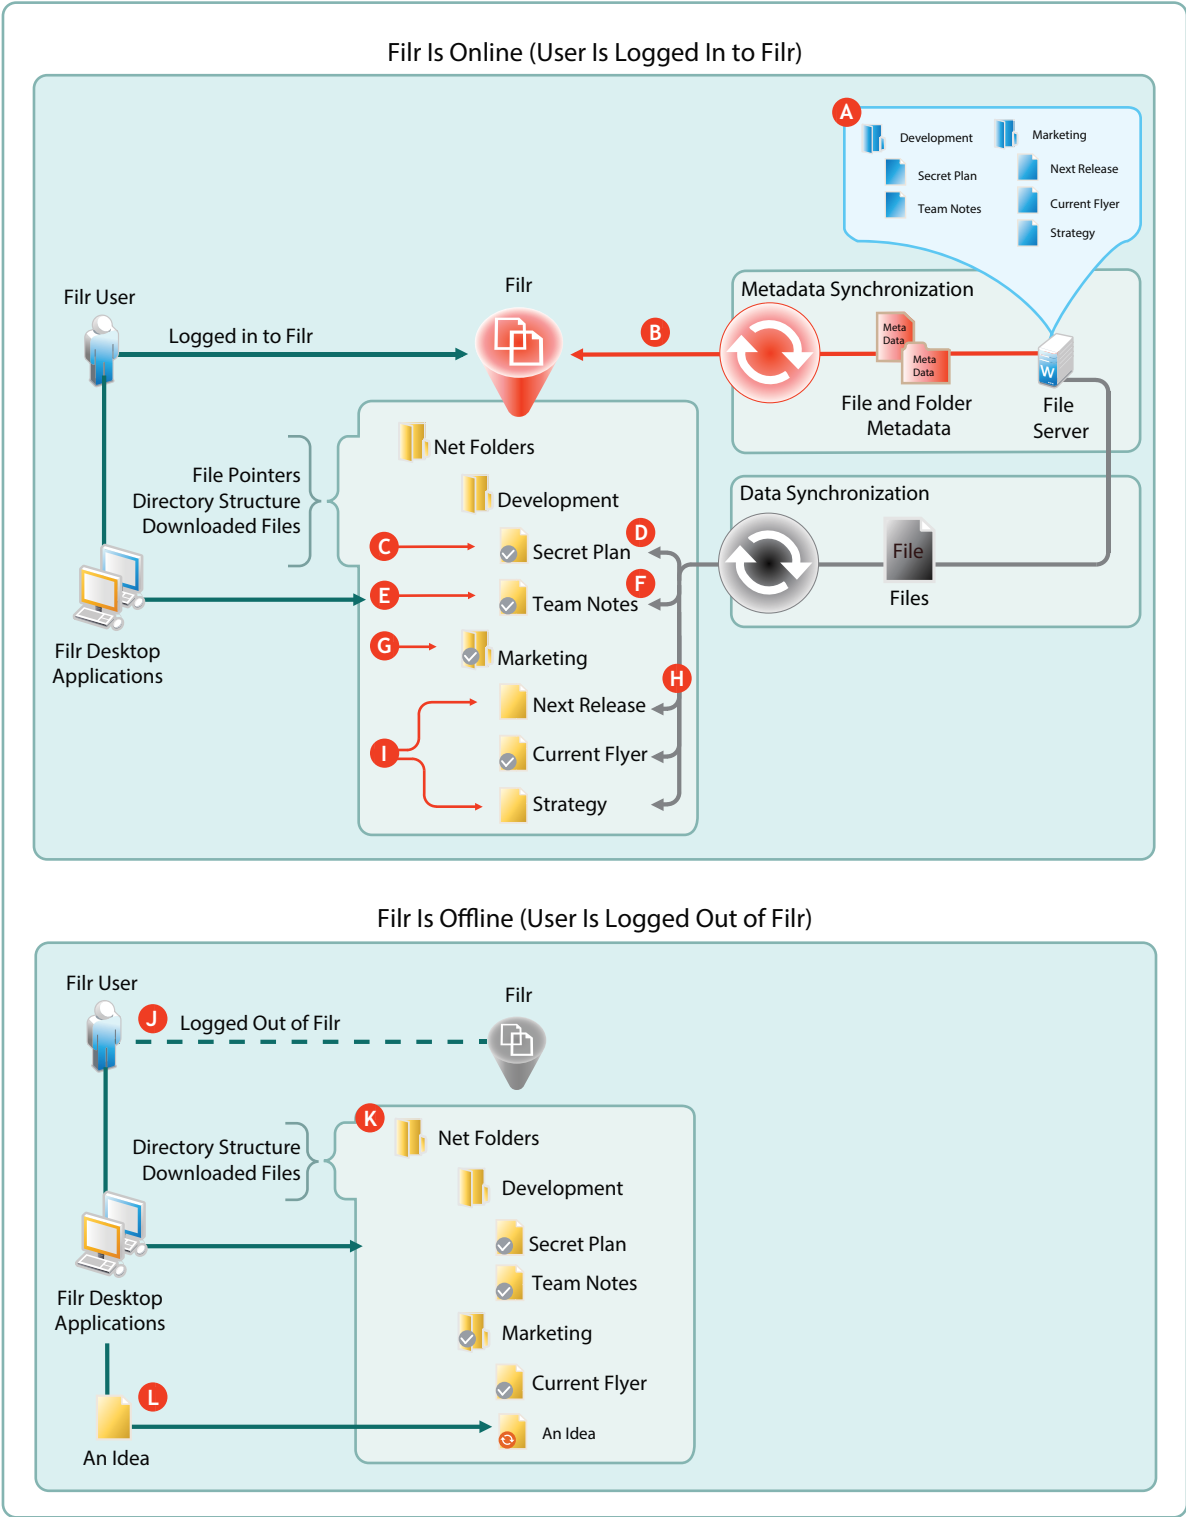 Filr Is Online (User Is Logged In to Filr)
A
Development
Marketing
Secret Plan
Next Release
Team Notes
Current Flyer
Strategy
Filr User
Logged in to Filr
Filr
B
Metadata Synchronization
Meta
Data
Meta
Data
W
File and Folder
Metadata
File
Server
File Pointers
Directory Structure
Downloaded Files
Net Folders
Development
C
Secret Plan
D
E
Team Notes
F
G
Marketing
H
Next Release
I
Current Flyer
Strategy
Data Synchronization
File
Files
Filr Desktop
Applications
Filr Is Offline (User Is Logged Out of Filr)
Filr User
J
Logged Out of Filr
Filr
K
Directory Structure
Downloaded Files
Net Folders
Development
Secret Plan
Team Notes
Marketing
Current Flyer
An Idea
Filr Desktop
Applications
L
An Idea